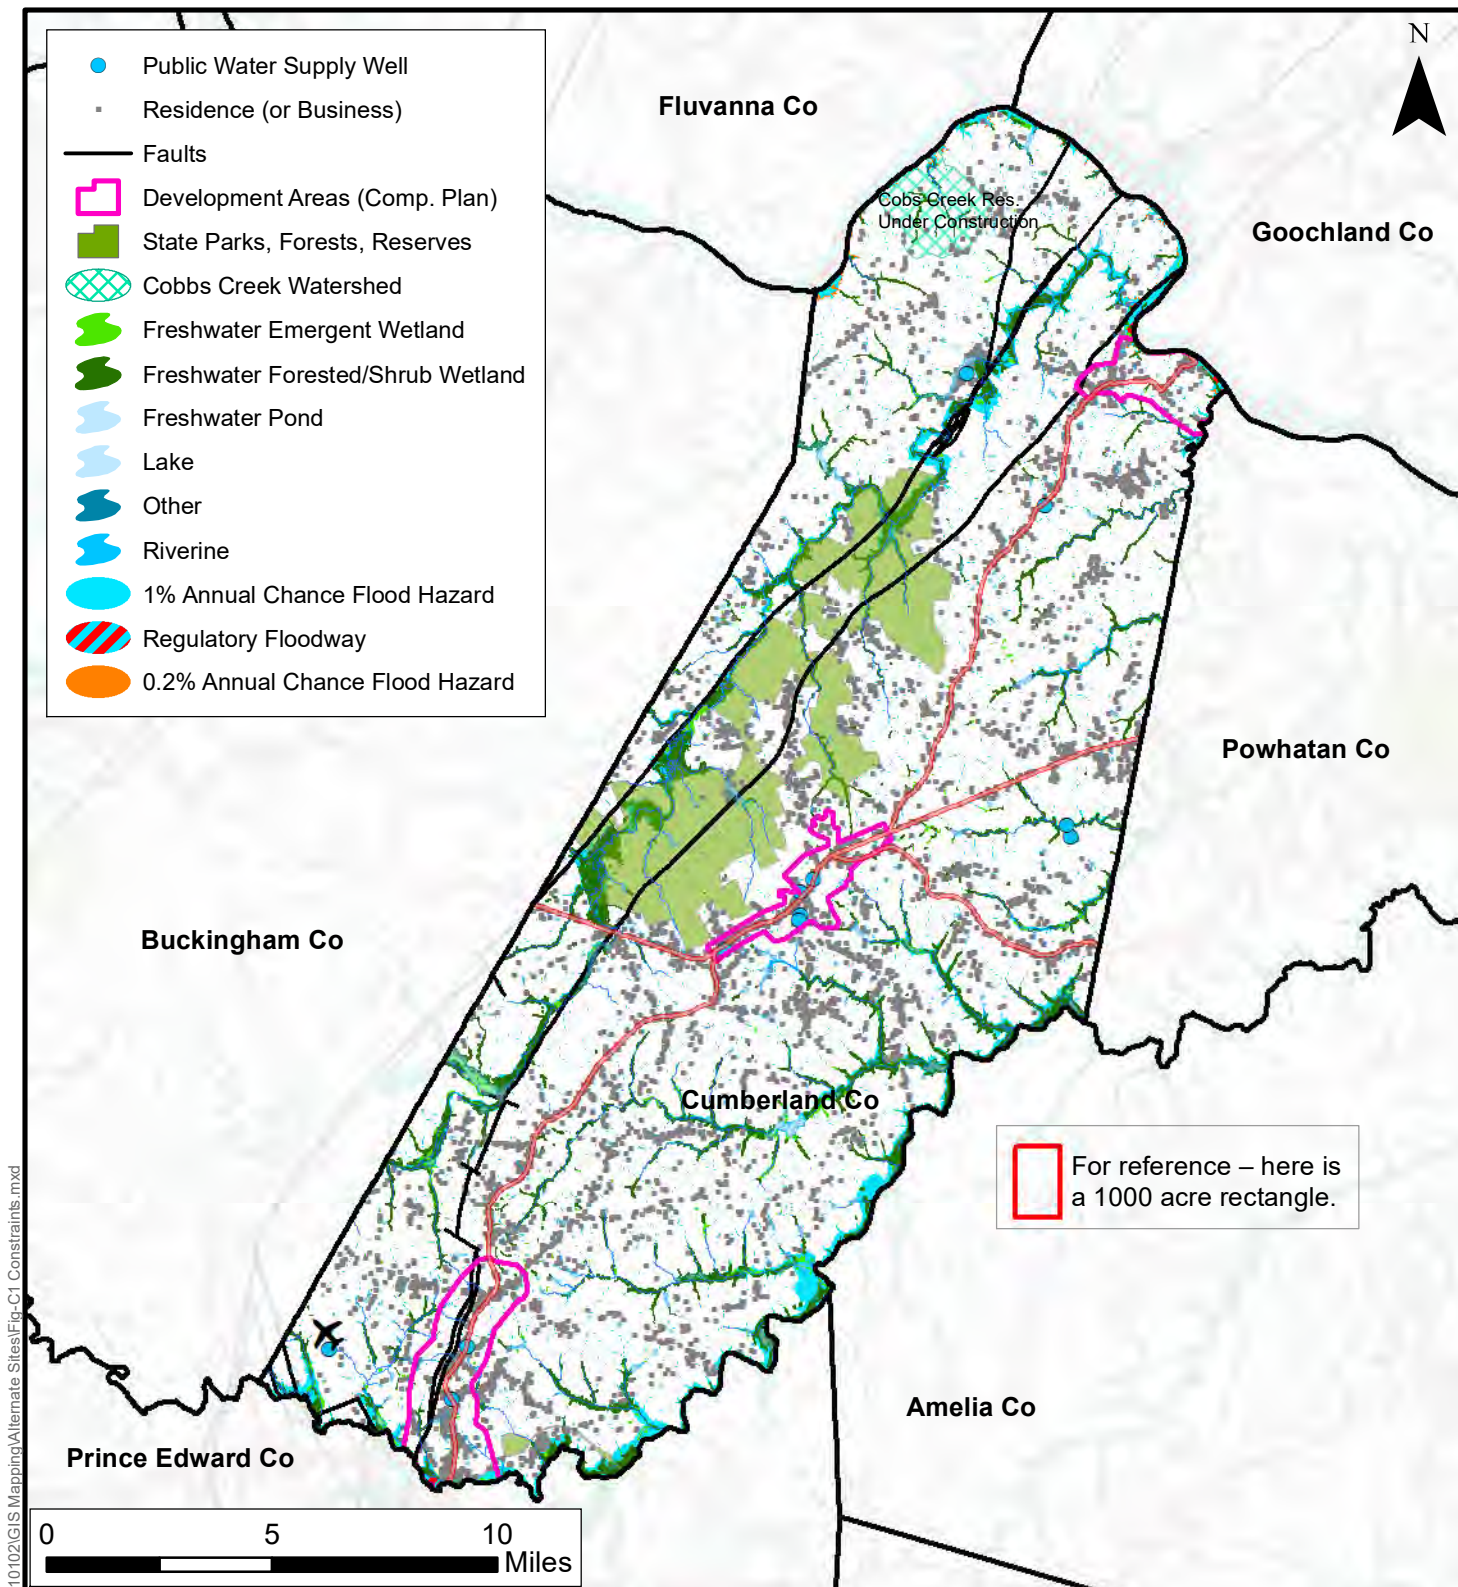 Public Water Supply Well
Residence (or Business)
Faults
Development Areas (Comp. Plan)
State Parks, Forests, Reserves
Cobbs Creek Watershed
Freshwater Emergent Wetland
Freshwater Forested/Shrub Wetland
Freshwater Pond
Lake
Other
Riverine
1% Annual Chance Flood Hazard
Regulatory Floodway
0.2% Annual Chance Flood Hazard
N
Fluvanna Co
Cobs Creek Res.
Under Construction
Goochland Co
Powhatan Co
Buckingham Co
Cumberland Co
For reference – here is
a 1000 acre rectangle.
Amelia Co
Prince Edward Co
0 5 10
Miles
10102\GIS Mapping\Alternate Sites\Fig-C1 Constraints.mxd